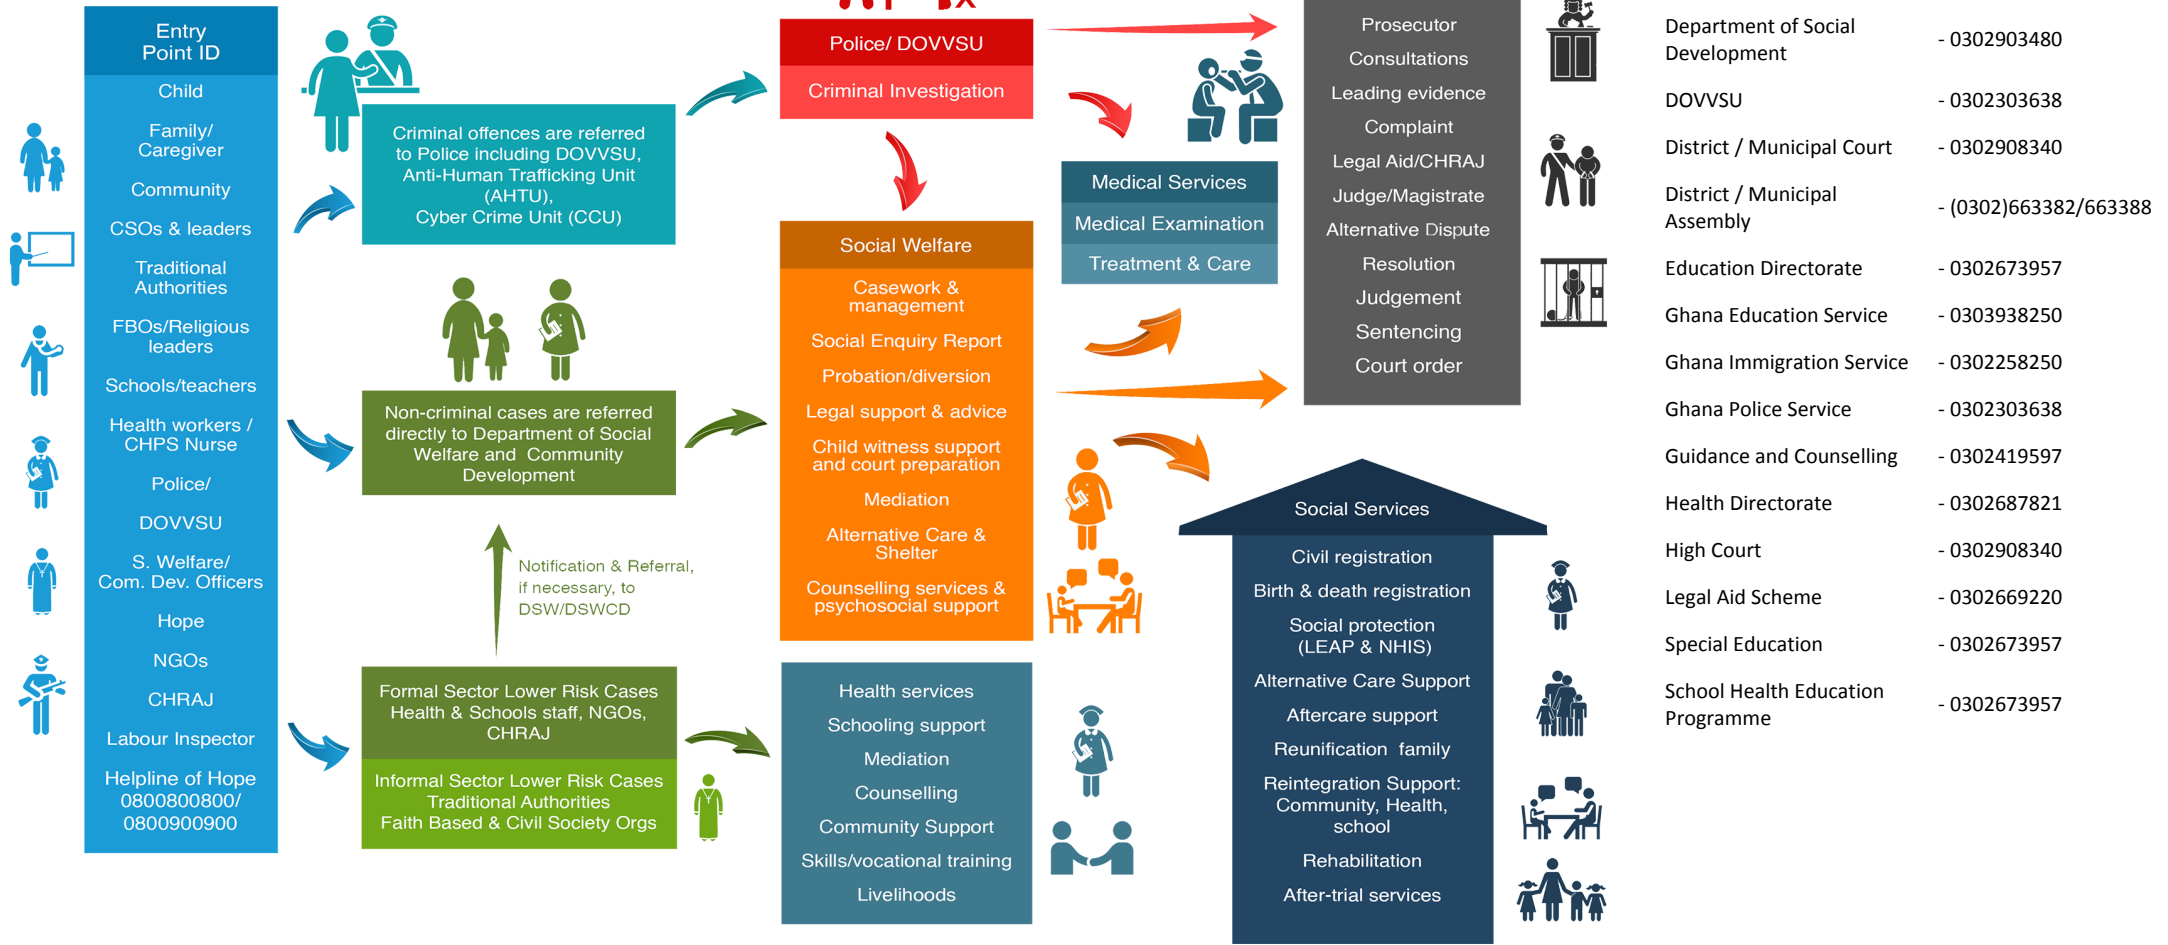 Entry
Point ID
Child
Family/
Caregiver
Community
CSOs & leaders
Traditional
Authorities
FBOs/Religious
leaders
Schools/teachers
Health workers /
CHPS Nurse
Police/
DOVVSU
S. Welfare/
Com. Dev. Officers
Hope
NGOs
CHRAJ
Labour Inspector
Helpline of Hope
0800800800/
0800900900
Criminal offences are referred
to Police including DOVVSU,
Anti-Human Trafficking Unit
(AHTU),
Cyber Crime Unit (CCU)
Non-criminal cases are referred
directly to Department of Social
Welfare and Community
Development
Notification & Referral,
if necessary, to
DSW/DSWCD
Formal Sector Lower Risk Cases
Health & Schools staff, NGOs,
CHRAJ
Informal Sector Lower Risk Cases
Traditional Authorities
Faith Based & Civil Society Orgs
Police/ DOVVSU
Criminal Investigation
Social Welfare
Casework &
management
Social Enquiry Report
Probation/diversion
Legal support & advice
Child witness support
and court preparation
Mediation
Alternative Care &
Shelter
Counselling services &
psychosocial support
Health services
Schooling support
Mediation
Counselling
Community Support
Skills/vocational training
Livelihoods
Medical Services
Medical Examination
Treatment & Care
Prosecutor
Consultations
Leading evidence
Complaint
Legal Aid/CHRAJ
Judge/Magistrate
Alternative Dispute
Resolution
Judgement
Sentencing
Court order
Social Services
Civil registration
Birth & death registration
Social protection
(LEAP & NHIS)
Alternative Care Support
Aftercare support
Reunification family
Reintegration Support:
Community, Health,
school
Rehabilitation
After-trial services
Department of Social
Development - 0302903480
DOVVSU - 0302303638
District / Municipal Court - 0302908340
District / Municipal
Assembly - (0302)663382/663388
Education Directorate - 0302673957
Ghana Education Service - 0303938250
Ghana Immigration Service - 0302258250
Ghana Police Service - 0302303638
Guidance and Counselling - 0302419597
Health Directorate - 0302687821
High Court - 0302908340
Legal Aid Scheme - 0302669220
Special Education - 0302673957
School Health Education
Programme - 0302673957